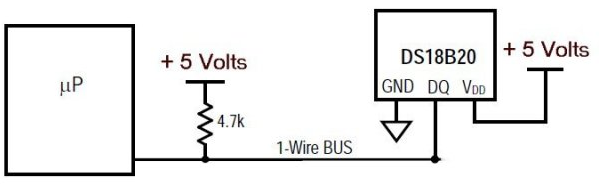 μP
+ 5 Volts
4.7k
1-Wire BUS
DS18B20
GND DQ VDD
+ 5 Volts